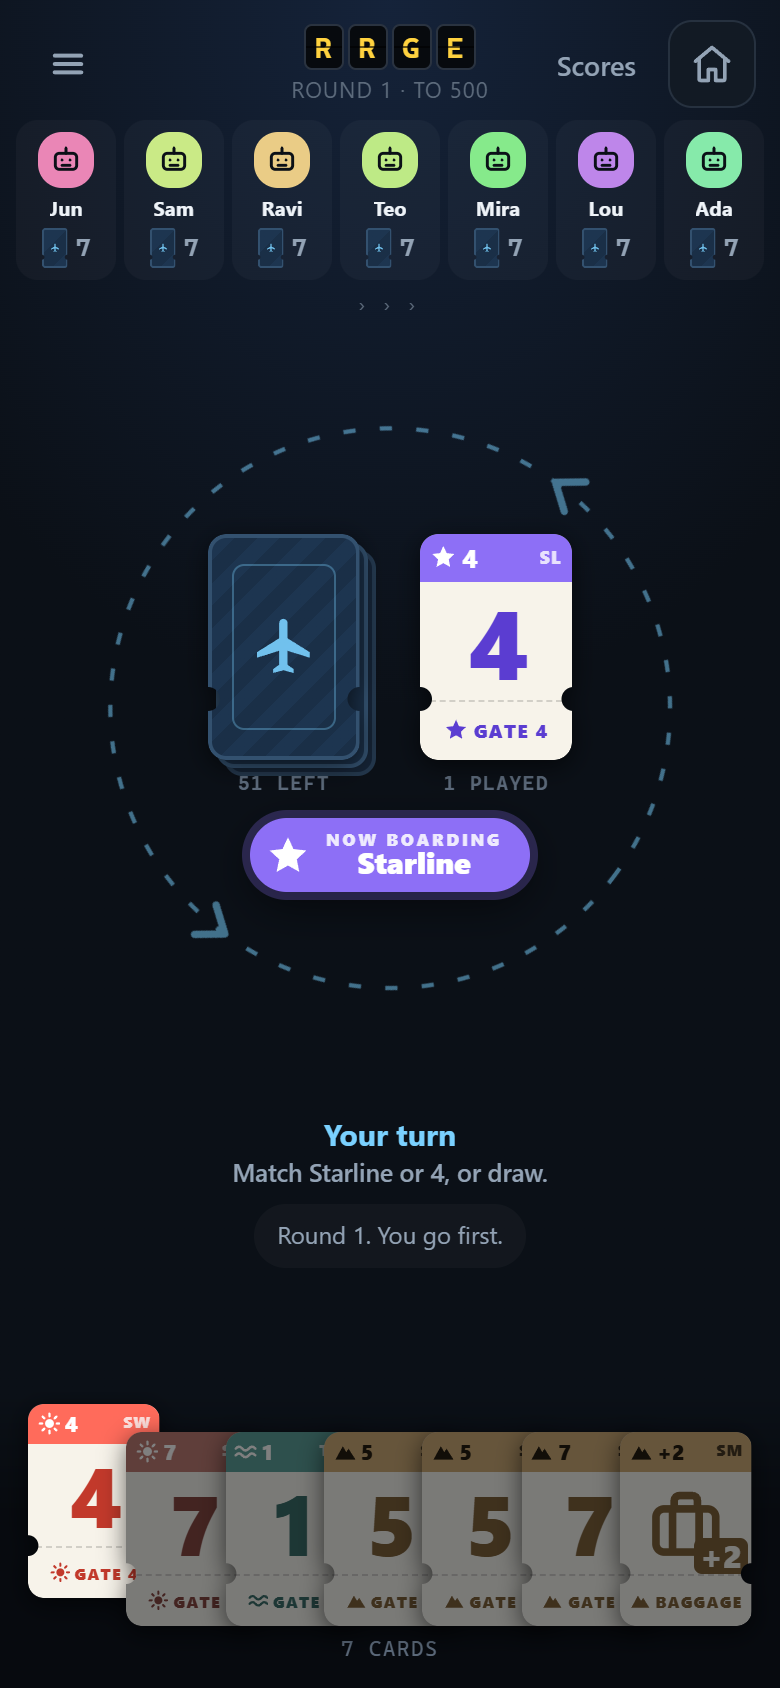 RRGE
ROUND 1 · TO 500
Scores
Jun
7
Sam
7
Ravi
7
Teo
7
Mira
7
Lou
7
Ada
7
4 SL
4
GATE 4
51 LEFT
1 PLAYED
NOW BOARDING
Starline
Your turn
Match Starline or 4, or draw.
Round 1. You go first.
4 SW
4
GATE 4
7
7
GATE
1
1
GATE
5
5
GATE
5
5
GATE
7
7
GATE
+2 SM
+2
BAGGAGE
7 CARDS